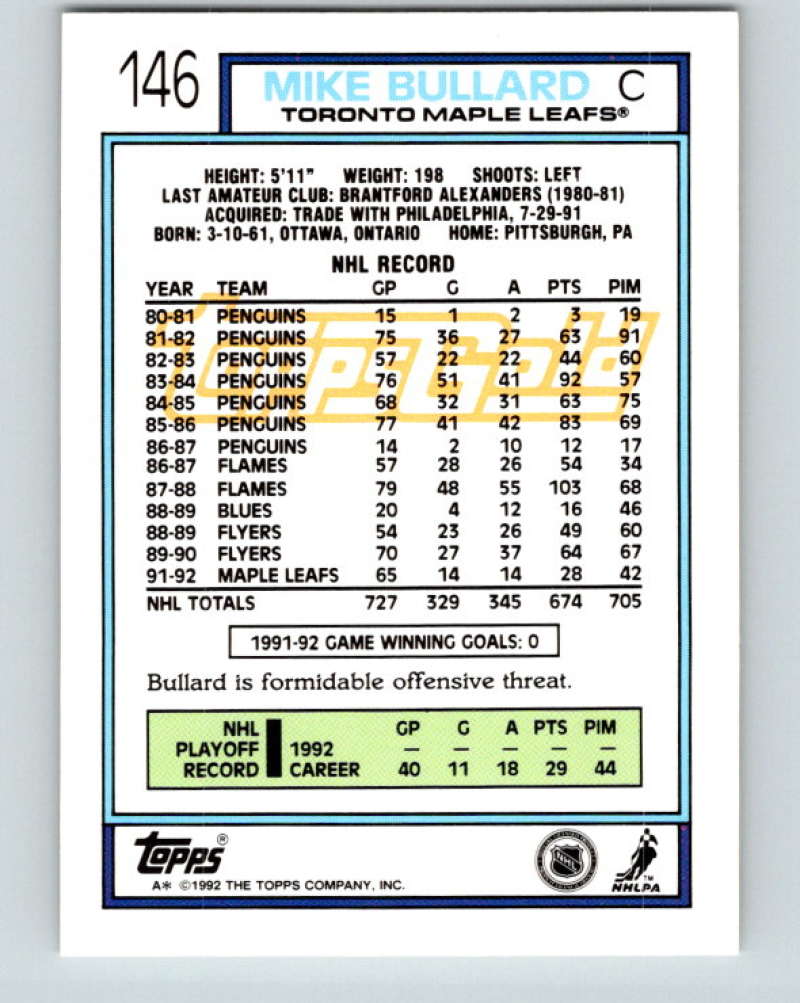 146
MIKE BULLARD C
TORONTO MAPLE LEAFS®
HEIGHT: 5'11" WEIGHT: 198 SHOOTS: LEFT
LAST AMATEUR CLUB: BRANTFORD ALEXANDERS (1980-81)
ACQUIRED: TRADE WITH PHILADELPHIA, 7-29-91
BORN: 3-10-61, OTTAWA, ONTARIO HOME: PITTSBURGH, PA
NHL RECORD
YEAR TEAM GP G A PTS PIM
80-81 PENGUINS 15 1 2 3 19
81-82 PENGUINS 75 36 27 63 91
82-83 PENGUINS 57 22 22 44 60
83-84 PENGUINS 76 51 41 92 57
84-85 PENGUINS 68 32 31 63 75
85-86 PENGUINS 77 41 42 83 69
86-87 PENGUINS 14 2 10 12 17
86-87 FLAMES 57 28 26 54 34
87-88 FLAMES 79 48 55 103 68
88-89 BLUES 20 4 12 16 46
88-89 FLYERS 54 23 26 49 60
89-90 FLYERS 70 27 37 64 67
91-92 MAPLE LEAFS 65 14 14 28 42
NHL TOTALS 727 329 345 674 705
ToppsGold
1991-92 GAME WINNING GOALS: 0
Bullard is formidable offensive threat.
NHL GP G A PTS PIM
PLAYOFF 1992 — — — — —
RECORD CAREER 40 11 18 29 44
TOPPS®
A* ©1992 THE TOPPS COMPANY, INC.
NHL
NHLPA™